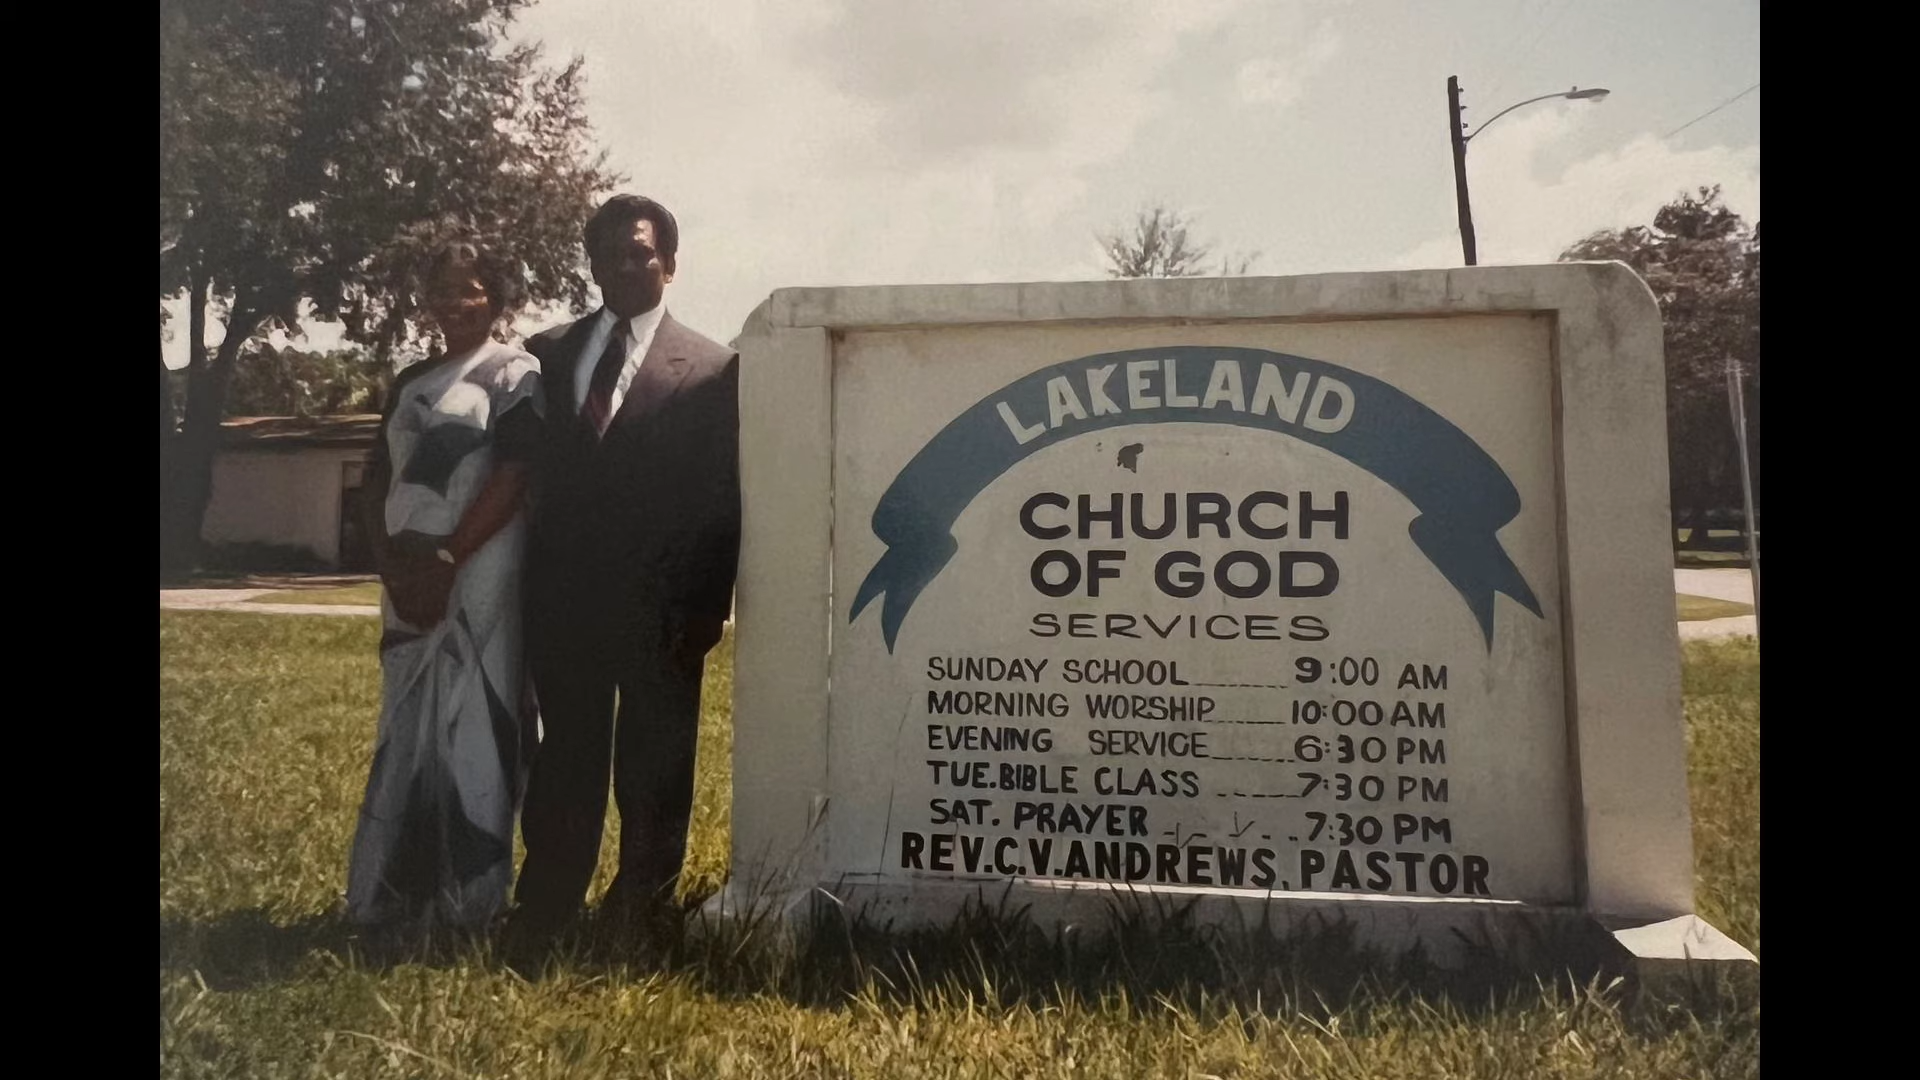 LAKELAND
CHURCH
OF GOD
SERVICES
SUNDAY SCHOOL 9:00 AM
MORNING WORSHIP 10:00 AM
EVENING SERVICE 6:30 PM
TUE.BIBLE CLASS 7:30 PM
SAT. PRAYER 7:30 PM
REV.C.V.ANDREWS, PASTOR